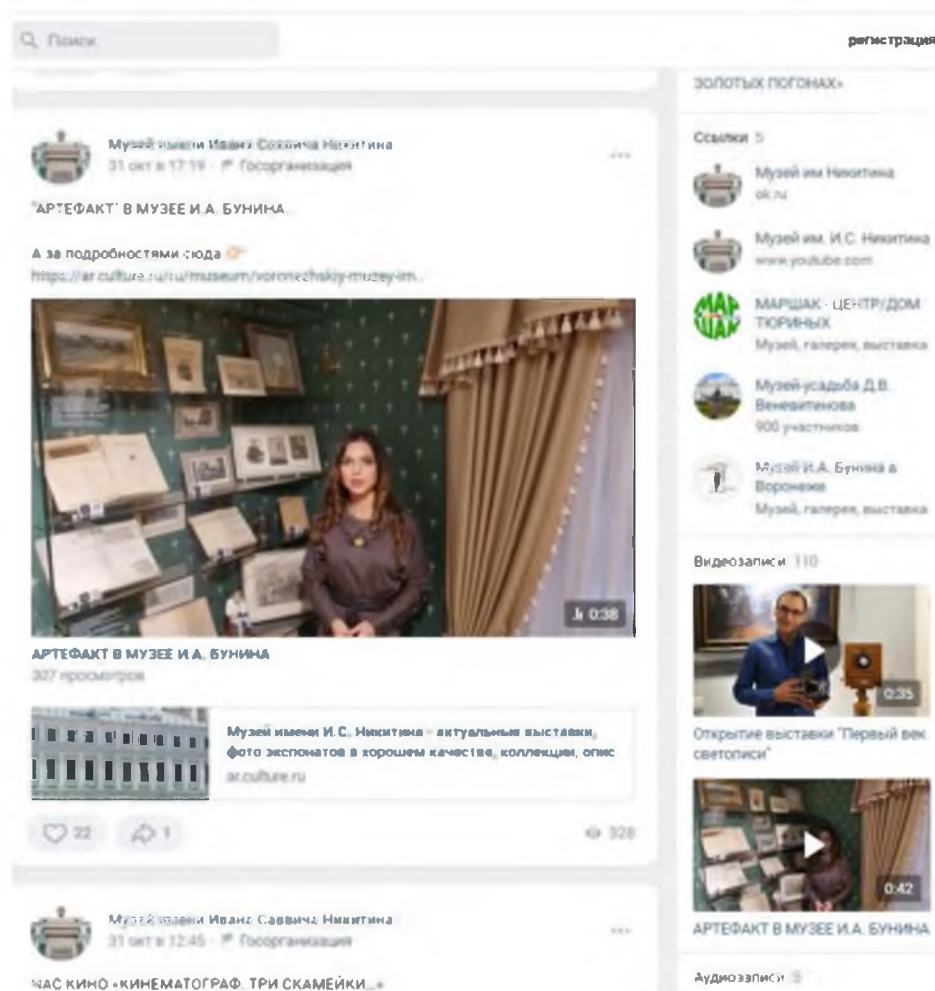 Поиск
регистрация
ЗОЛОТЫХ ПОГОНАХ»
Музей имени Ивана Саввича Никитина
31 окт в 17:19 · Госорганизация
"АРТЕФАКТ" В МУЗЕЕ И.А. БУНИНА
А за подробностями сюда 👉
https://ar.culture.ru/ru/museum/voronezhskiy-muzey-im...
0:38
АРТЕФАКТ В МУЗЕЕ И.А. БУНИНА
307 просмотров
Музей имени И.С. Никитина - актуальные выставки,
фото экспонатов в хорошем качестве, коллекции, опис
ar.culture.ru
22
1
328
Музей имени Ивана Саввича Никитина
31 окт в 12:45 · Госорганизация
ЧАС КИНО «КИНЕМАТОГРАФ. ТРИ СКАМЕЙКИ...»
Ссылки 5
Музей им Никитина
ok.ru
Музей им. И.С. Никитина
www.youtube.com
МАР
ШАК
МАРШАК - ЦЕНТР/ДОМ
ТЮРИНЫХ
Музей, галерея, выставка
Музей-усадьба Д.В.
Веневитинова
900 участников
Музей И.А. Бунина в
Воронеже
Музей, галерея, выставка
Видеозаписи 110
0:35
Открытие выставки "Первый век
светописи"
0:42
АРТЕФАКТ В МУЗЕЕ И.А. БУНИНА
Аудиозаписи